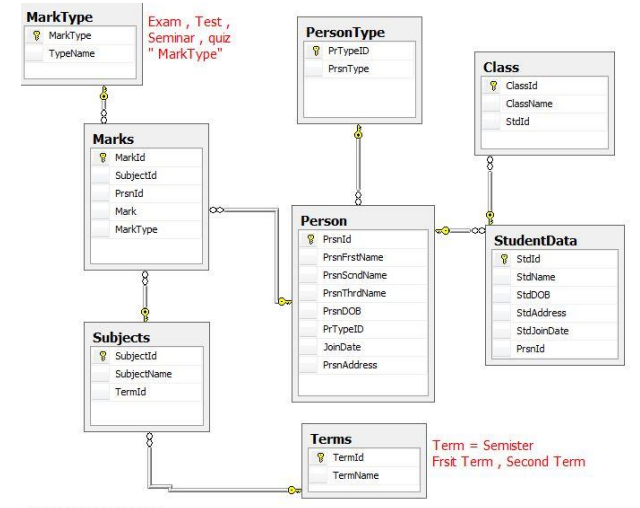 MarkType
MarkType
TypeName
Exam , Test ,
Seminar , quiz
" MarkType"
PersonType
PrTypeID
PrsnType
Class
ClassId
ClassName
StdId
Marks
MarkId
SubjectId
PrsnId
Mark
MarkType
Person
PrsnId
PrsnFrstName
PrsnScndName
PrsnThrdName
PrsnDOB
PrTypeID
JoinDate
PrsnAddress
StudentData
StdId
StdName
StdDOB
StdAddress
StdJoinDate
PrsnId
Subjects
SubjectId
SubjectName
TermId
Terms
TermId
TermName
Term = Semister
Frsit Term , Second Term